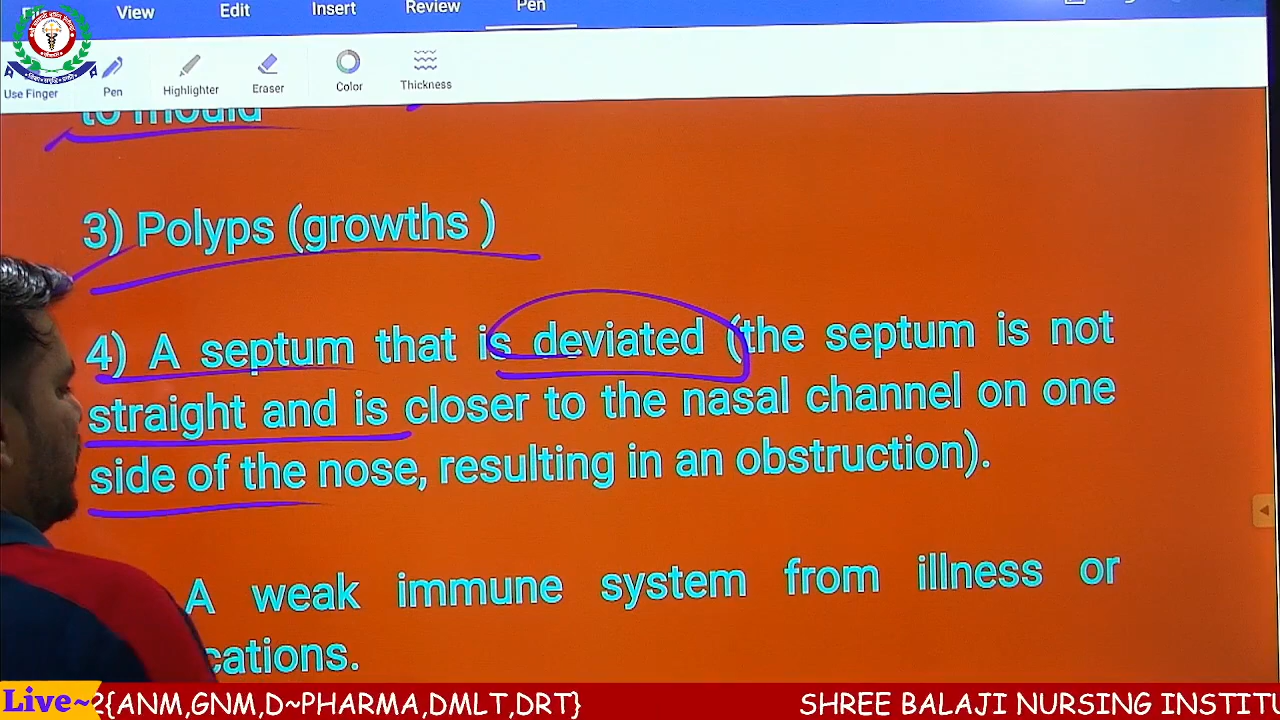 View Edit Insert Review Pen
Use Finger Pen Highlighter Eraser Color Thickness
to mould
3) Polyps (growths )
4) A septum that is deviated (the septum is not
straight and is closer to the nasal channel on one
side of the nose, resulting in an obstruction).
A weak immune system from illness or
cations.
Live~2{ANM,GNM,D~PHARMA,DMLT,DRT} SHREE BALAJI NURSING INSTITU